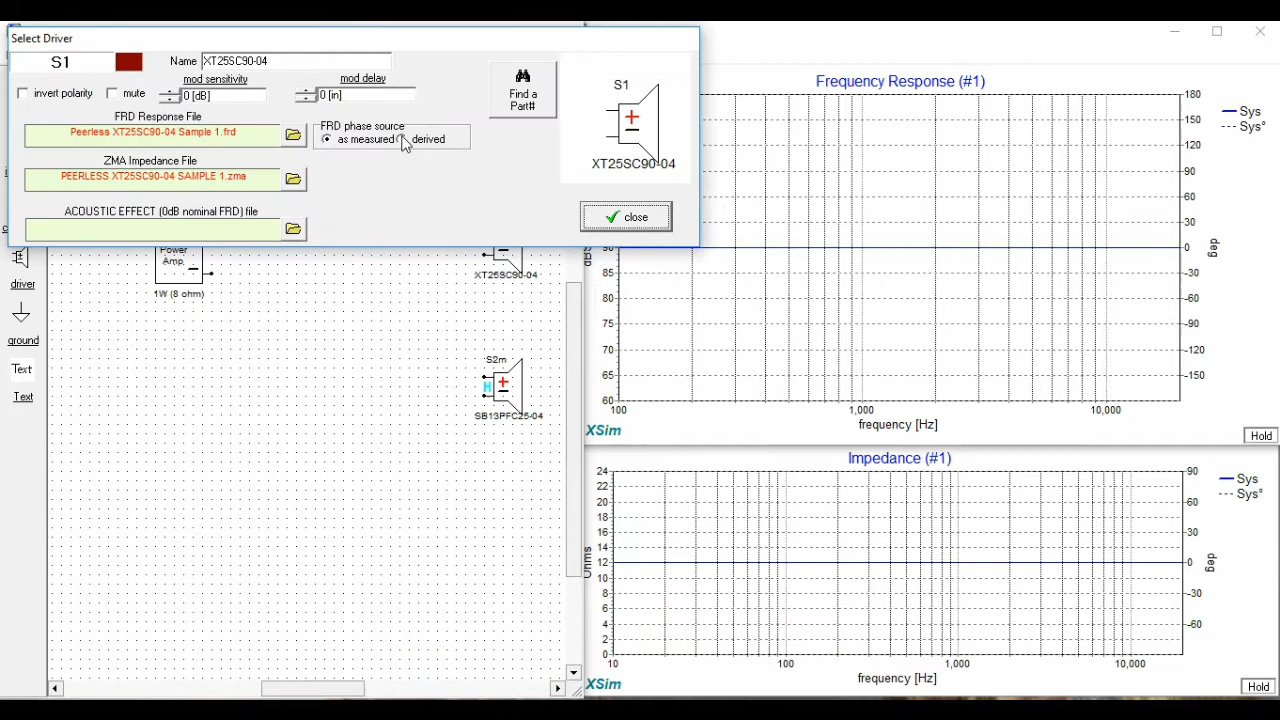 Select Driver
S1
Name
XT25SC90-04
invert polarity
mute
mod sensitivity
0 [dB]
mod delay
0 [in]
Find a
Part#
FRD Response File
Peerless XT25SC90-04 Sample 1.frd
FRD phase source
as measured
derived
ZMA Impedance File
PEERLESS XT25SC90-04 SAMPLE 1.zma
ACOUSTIC EFFECT (0dB nominal FRD) file
S1
+
XT25SC90-04
close
driver
ground
Text
Text
Power
Amp
1W (8 ohm)
XT25SC90-04
S2m
H
+
SB13PFC25-04
Frequency Response (#1)
Sys
Sys°
180
150
120
90
60
30
0
-30
-60
-90
-120
-150
deg
85
80
75
70
65
60
100
1,000
10,000
frequency [Hz]
XSim
Hold
Impedance (#1)
Sys
Sys°
24
22
20
18
16
14
12
10
8
6
4
2
0
Ohms
90
60
30
0
-30
-60
deg
10
100
1,000
10,000
frequency [Hz]
XSim
Hold